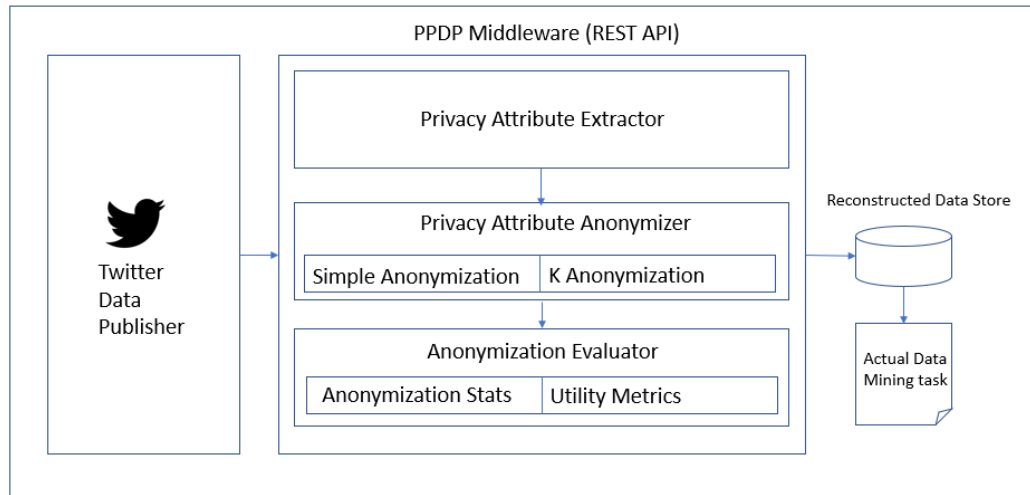 PPDP Middleware (REST API)
Privacy Attribute Extractor
Privacy Attribute Anonymizer
Simple Anonymization
K Anonymization
Anonymization Evaluator
Anonymization Stats
Utility Metrics
Twitter
Data
Publisher
Reconstructed Data Store
Actual Data
Mining task